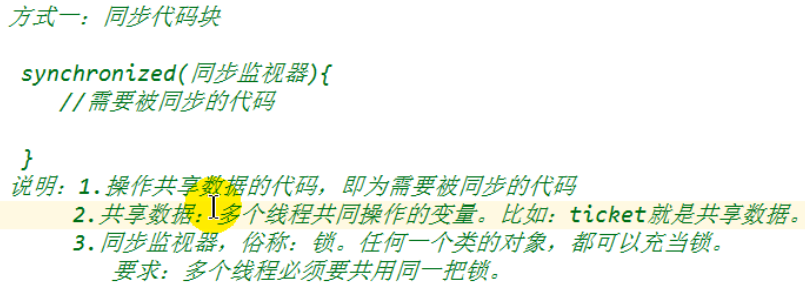 方式一：同步代码块
synchronized(同步监视器){
//需要被同步的代码
}
说明：1.操作共享数据的代码，即为需要被同步的代码
2.共享数据：多个线程共同操作的变量。比如：ticket就是共享数据。
3.同步监视器，俗称：锁。任何一个类的对象，都可以充当锁。
要求：多个线程必须要共用同一把锁。